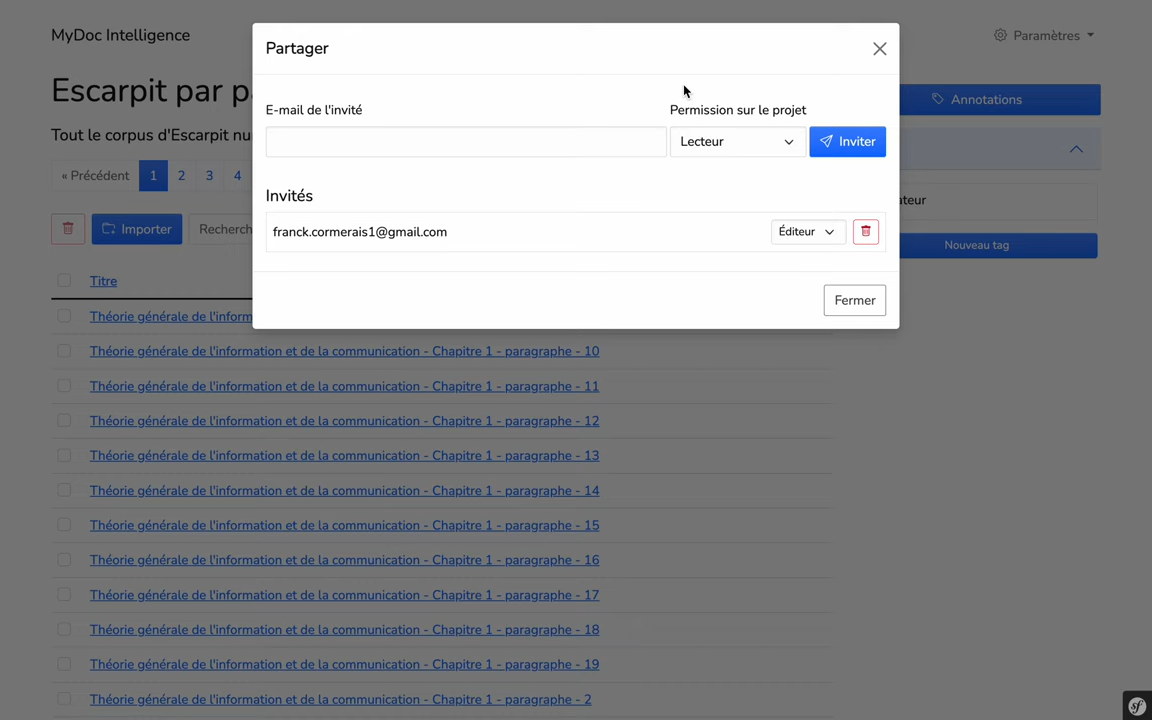 MyDoc Intelligence
Paramètres
Partager
Escarpit par p
E-mail de l'invité
Permission sur le projet
Annotations
Tout le corpus d'Escarpit nu
Lecteur
Inviter
« Précédent 1 2 3 4
Invités
ateur
Importer
Recherch
franck.cormerais1@gmail.com
Éditeur
Nouveau tag
Titre
Fermer
Théorie générale de l'inform
Théorie générale de l'information et de la communication - Chapitre 1 - paragraphe - 10
Théorie générale de l'information et de la communication - Chapitre 1 - paragraphe - 11
Théorie générale de l'information et de la communication - Chapitre 1 - paragraphe - 12
Théorie générale de l'information et de la communication - Chapitre 1 - paragraphe - 13
Théorie générale de l'information et de la communication - Chapitre 1 - paragraphe - 14
Théorie générale de l'information et de la communication - Chapitre 1 - paragraphe - 15
Théorie générale de l'information et de la communication - Chapitre 1 - paragraphe - 16
Théorie générale de l'information et de la communication - Chapitre 1 - paragraphe - 17
Théorie générale de l'information et de la communication - Chapitre 1 - paragraphe - 18
Théorie générale de l'information et de la communication - Chapitre 1 - paragraphe - 19
Théorie générale de l'information et de la communication - Chapitre 1 - paragraphe - 2
sf